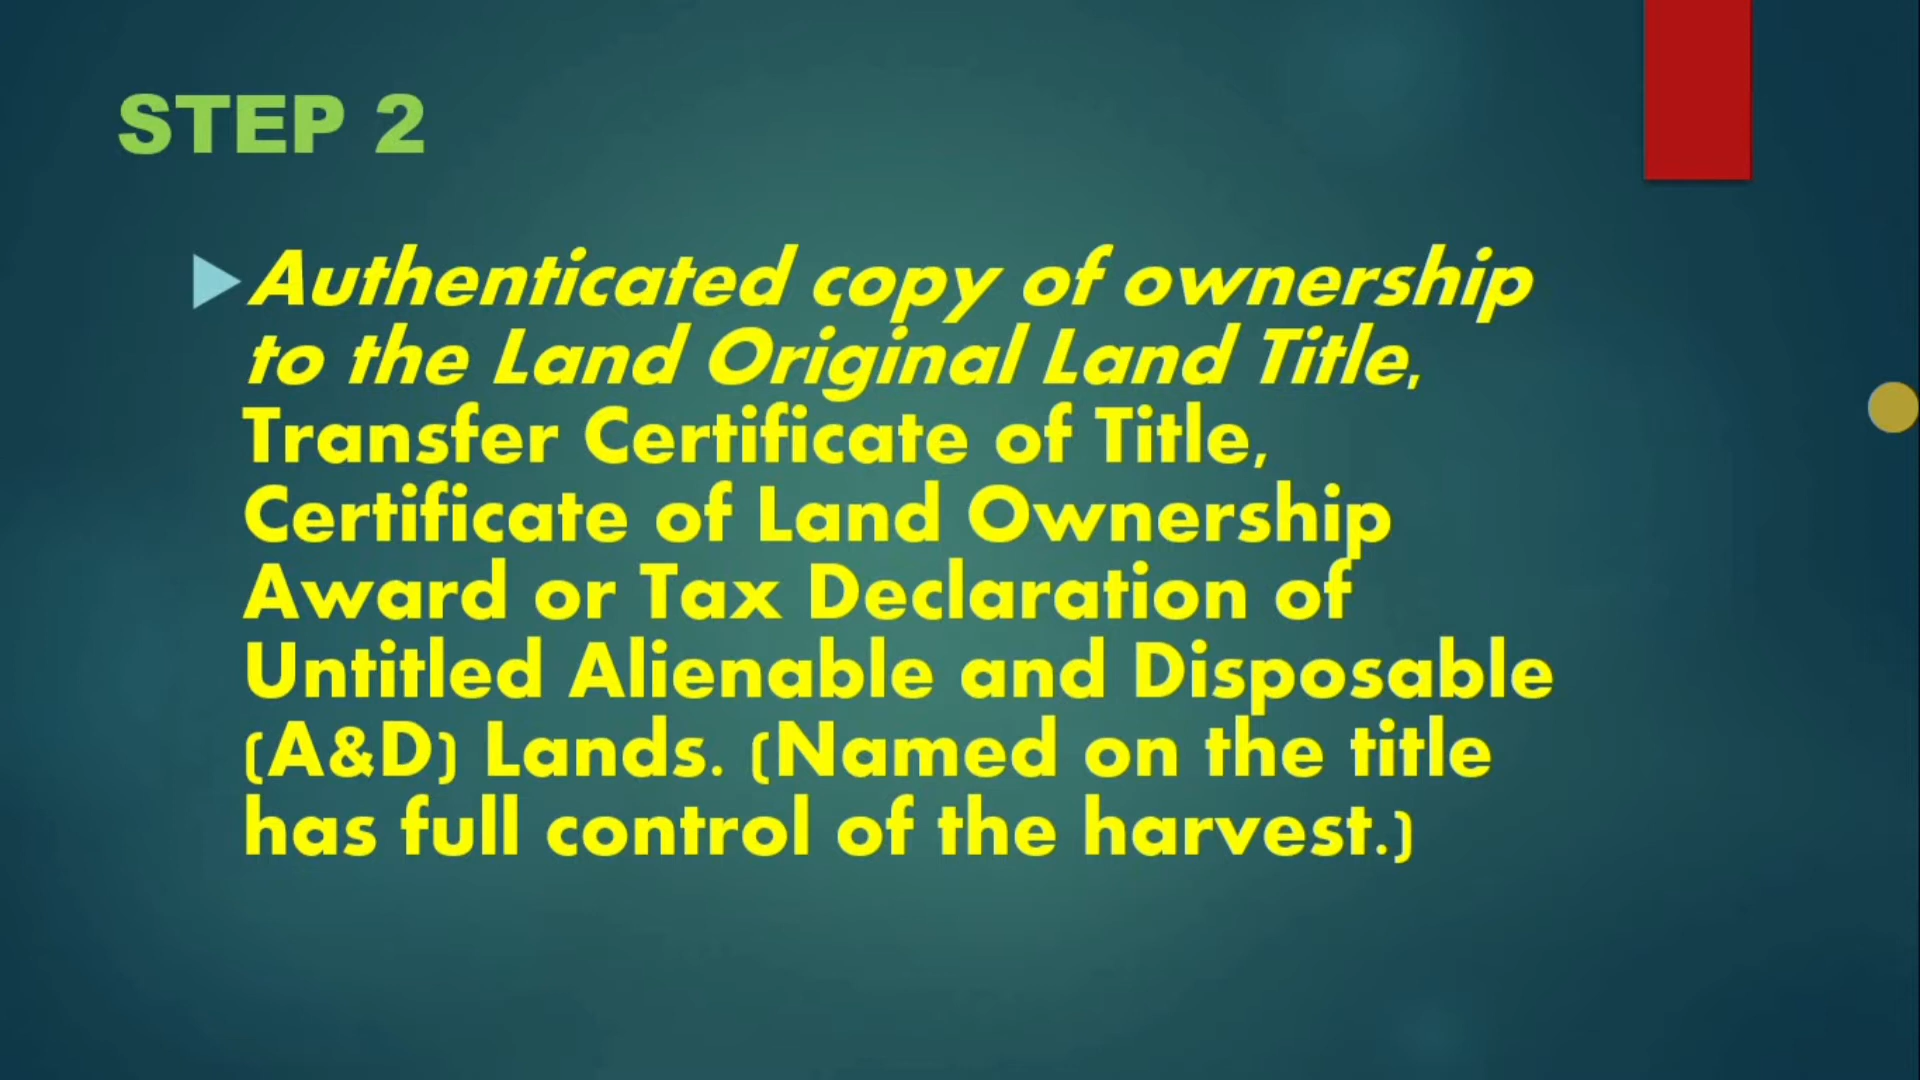 STEP 2
Authenticated copy of ownership
to the Land Original Land Title,
Transfer Certificate of Title,
Certificate of Land Ownership
Award or Tax Declaration of
Untitled Alienable and Disposable
(A&D) Lands. (Named on the title
has full control of the harvest.)